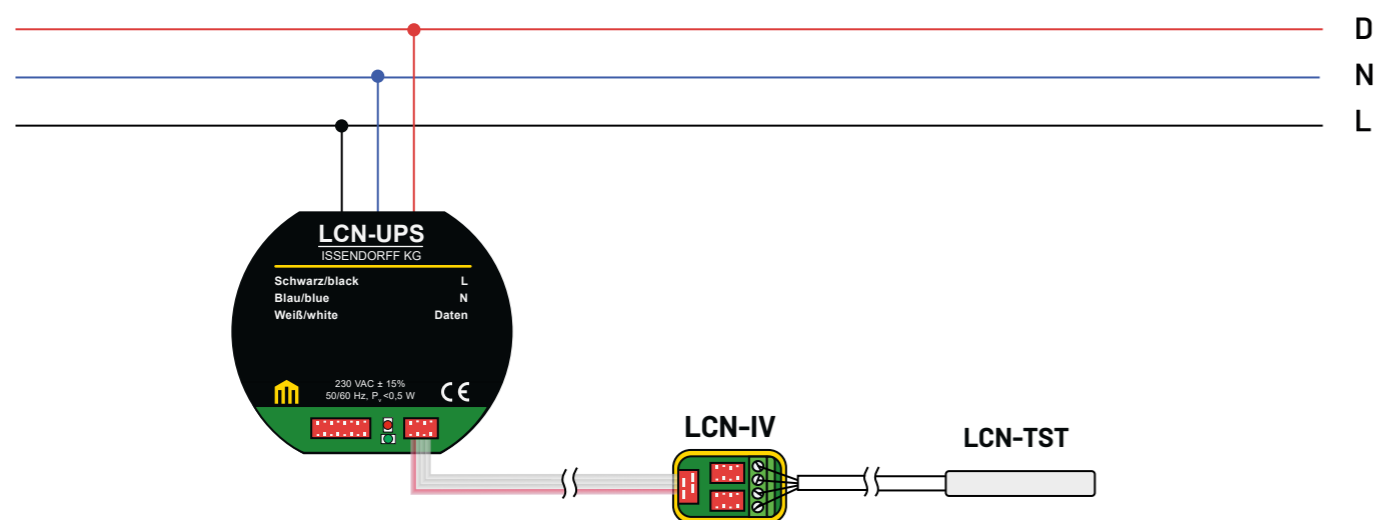 D
N
L
LCN-UPS
ISSENDORFF KG
Schwarz/black L
Blau/blue N
Weiß/white Daten
230 VAC ± 15%
50/60 Hz, Pv <0,5 W
CE
LCN-IV
LCN-TST